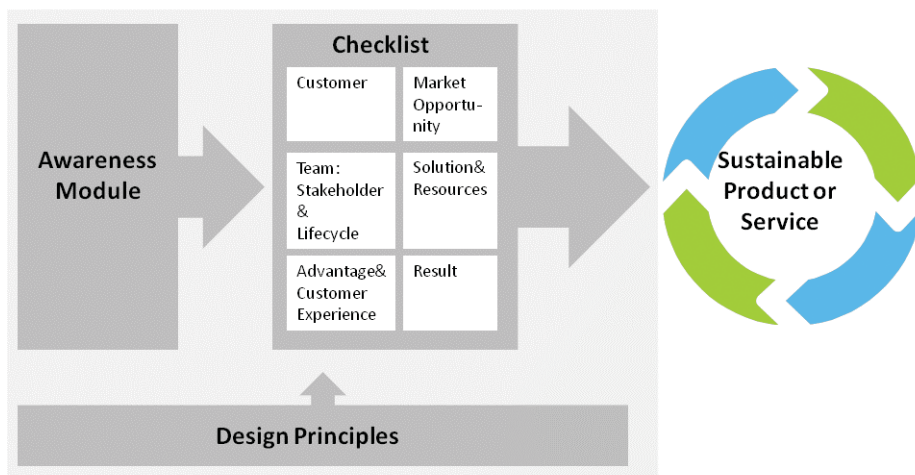 Checklist
Customer
Market
Opportu-
nity
Awareness
Module
Team:
Stakeholder
&
Lifecycle
Solution&
Resources
Advantage&
Customer
Experience
Result
Sustainable
Product or
Service
Design Principles